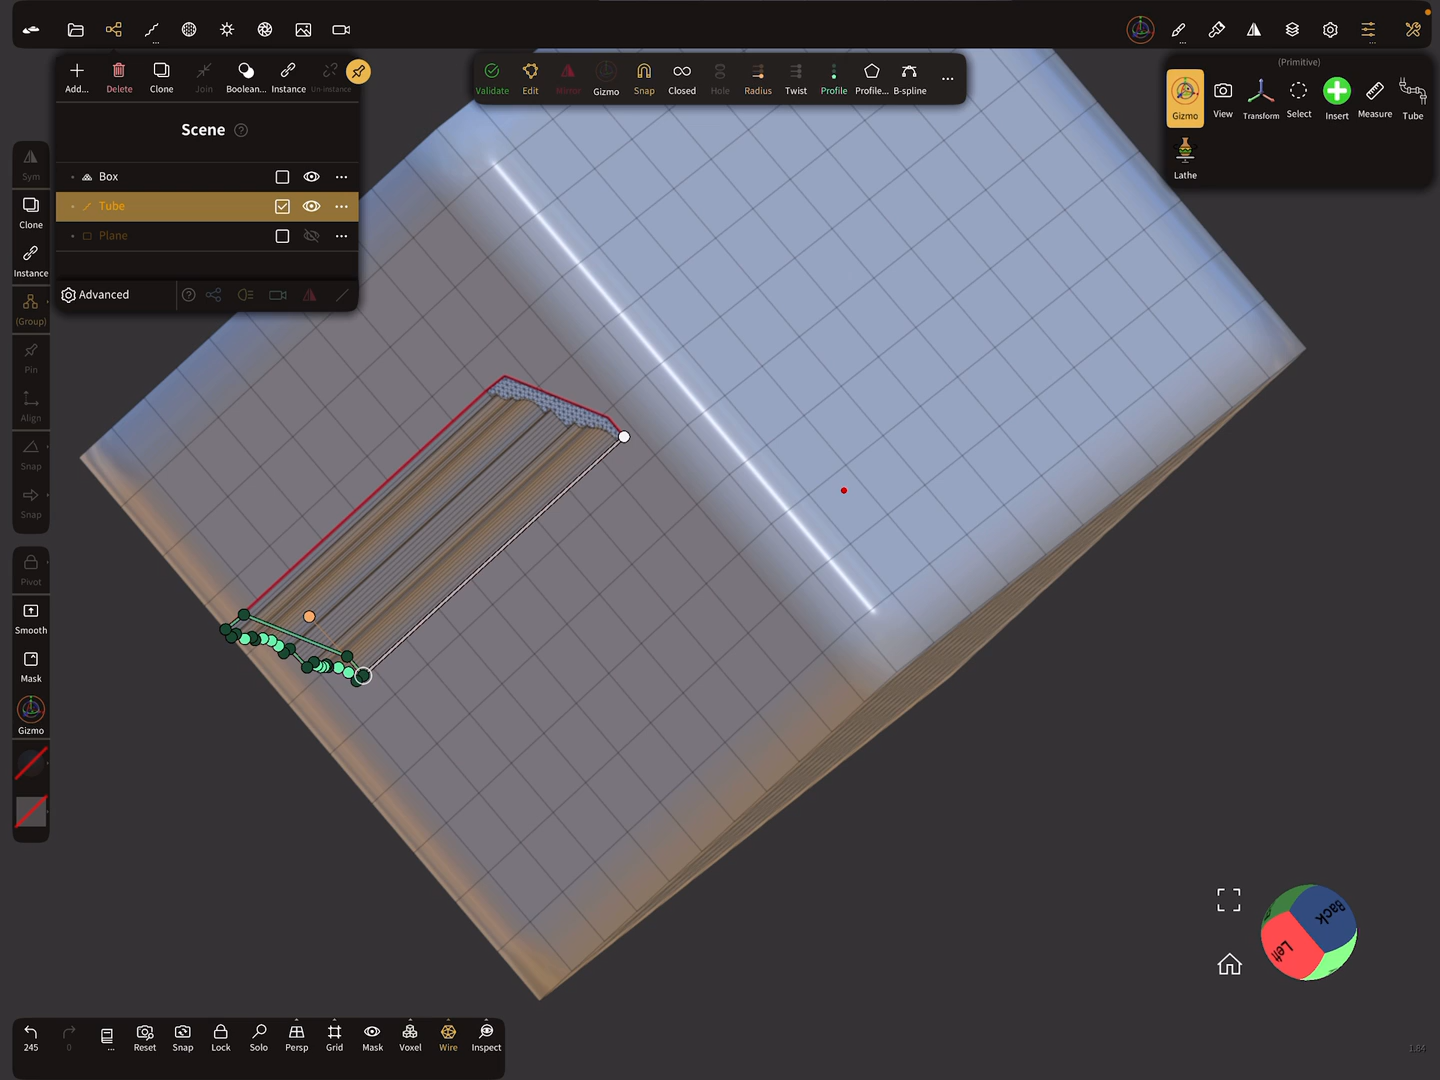 Add...
Delete
Clone
Join
Boolean...
Instance
Un-instance
Scene
Box
Tube
Plane
Advanced
Validate
Edit
Mirror
Gizmo
Snap
Closed
Hole
Radius
Twist
Profile
Profile...
B-spline
(Primitive)
Gizmo
View
Transform
Select
Insert
Measure
Tube
Lathe
Sym
Clone
Instance
(Group)
Pin
Align
Snap
Snap
Pivot
Smooth
Mask
Gizmo
Back
Left
245
0
...
Reset
Snap
Lock
Solo
Persp
Grid
Mask
Voxel
Wire
Inspect
1.84